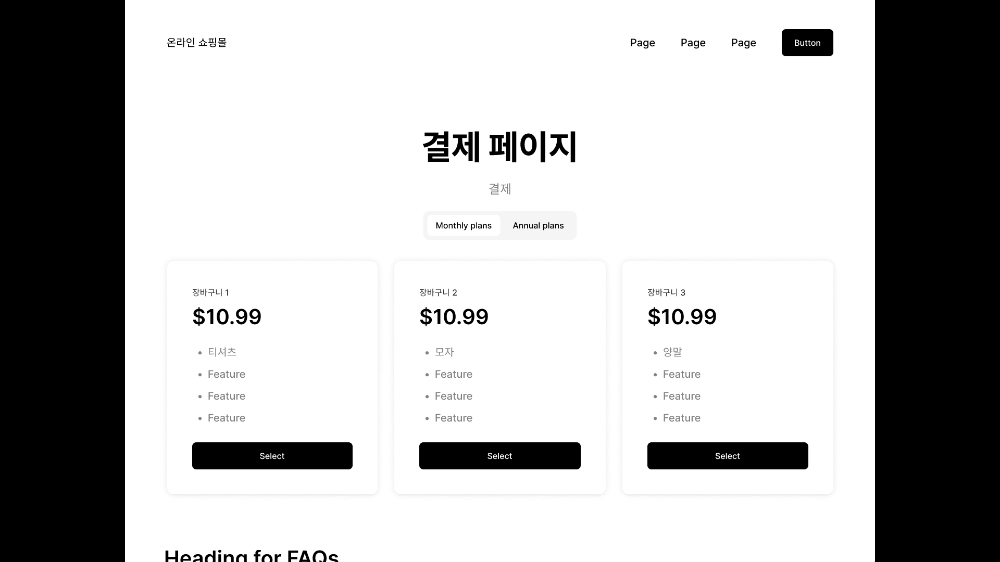 온라인 쇼핑몰
Page Page Page Button
결제 페이지
결제
Monthly plans Annual plans
장바구니 1
$10.99
• 티셔츠
• Feature
• Feature
• Feature
Select
장바구니 2
$10.99
• 모자
• Feature
• Feature
• Feature
Select
장바구니 3
$10.99
• 양말
• Feature
• Feature
• Feature
Select
Heading for FAQs